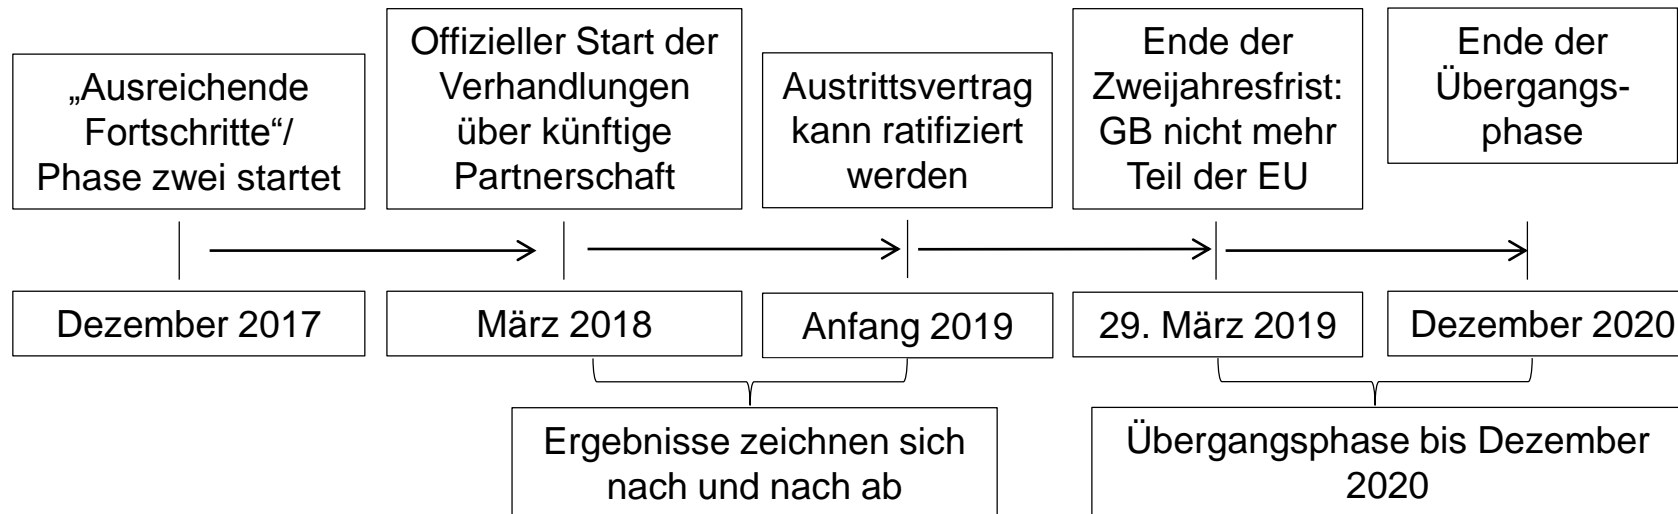 „Ausreichende
Fortschritte“/
Phase zwei startet
Offizieller Start der
Verhandlungen
über künftige
Partnerschaft
Austrittsvertrag
kann ratifiziert
werden
Ende der
Zweijahresfrist:
GB nicht mehr
Teil der EU
Ende der
Übergangs-
phase
Dezember 2017
März 2018
Anfang 2019
29. März 2019
Dezember 2020
Ergebnisse zeichnen sich
nach und nach ab
Übergangsphase bis Dezember
2020